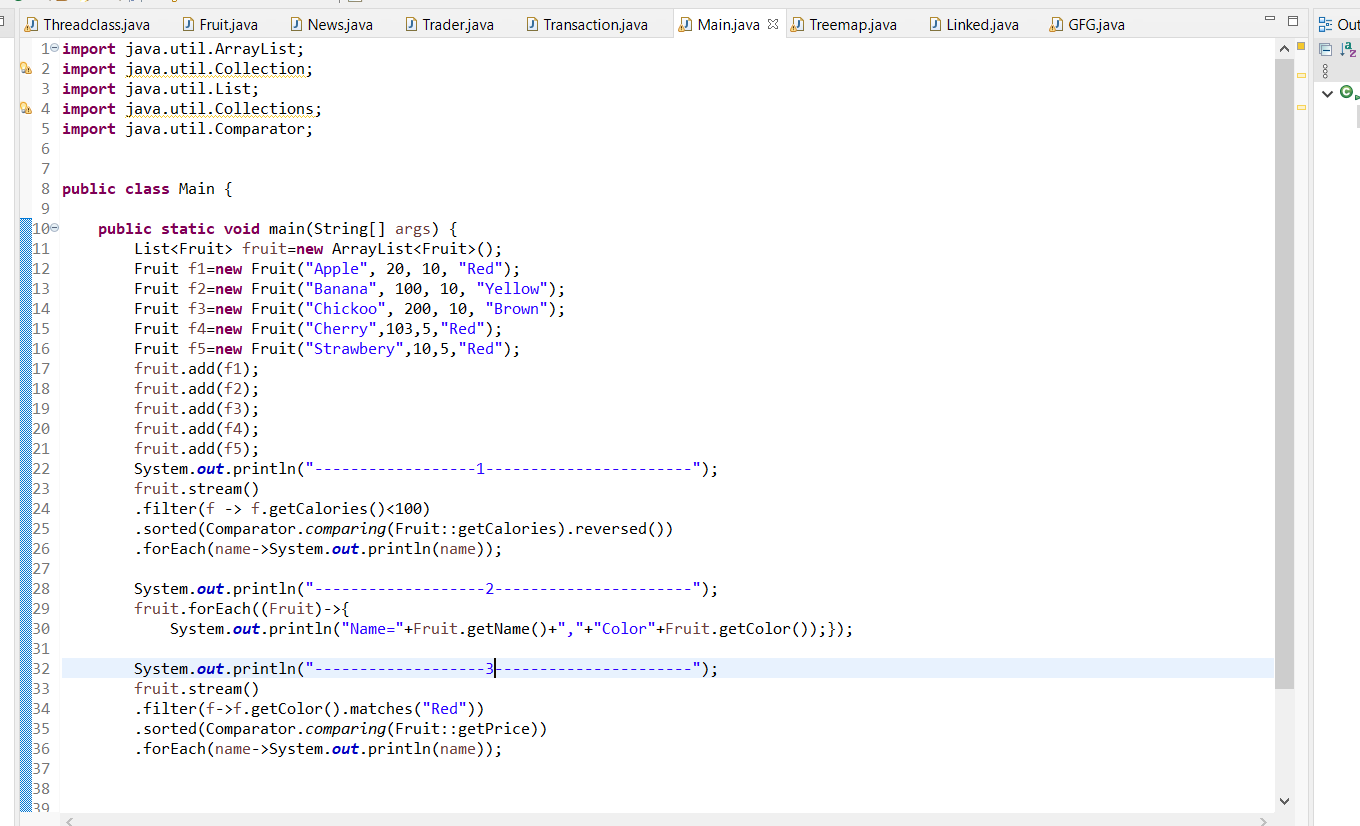 Threadclass.java Fruit.java News.java Trader.java Transaction.java Main.java Treemap.java Linked.java GFG.java
1 import java.util.ArrayList;
2 import java.util.Collection;
3 import java.util.List;
4 import java.util.Collections;
5 import java.util.Comparator;
6
7
8 public class Main {
9
10     public static void main(String[] args) {
11         List<Fruit> fruit=new ArrayList<Fruit>();
12         Fruit f1=new Fruit("Apple", 20, 10, "Red");
13         Fruit f2=new Fruit("Banana", 100, 10, "Yellow");
14         Fruit f3=new Fruit("Chickoo", 200, 10, "Brown");
15         Fruit f4=new Fruit("Cherry",103,5,"Red");
16         Fruit f5=new Fruit("Strawbery",10,5,"Red");
17         fruit.add(f1);
18         fruit.add(f2);
19         fruit.add(f3);
20         fruit.add(f4);
21         fruit.add(f5);
22         System.out.println("------------------1-----------------------");
23         fruit.stream()
24         .filter(f -> f.getCalories()<100)
25         .sorted(Comparator.comparing(Fruit::getCalories).reversed())
26         .forEach(name->System.out.println(name));
27
28         System.out.println("-------------------2----------------------");
29         fruit.forEach((Fruit)->{
30             System.out.println("Name="+Fruit.getName()+","+"Color"+Fruit.getColor());});
31
32         System.out.println("-------------------3----------------------");
33         fruit.stream()
34         .filter(f->f.getColor().matches("Red"))
35         .sorted(Comparator.comparing(Fruit::getPrice))
36         .forEach(name->System.out.println(name));
37
38
39